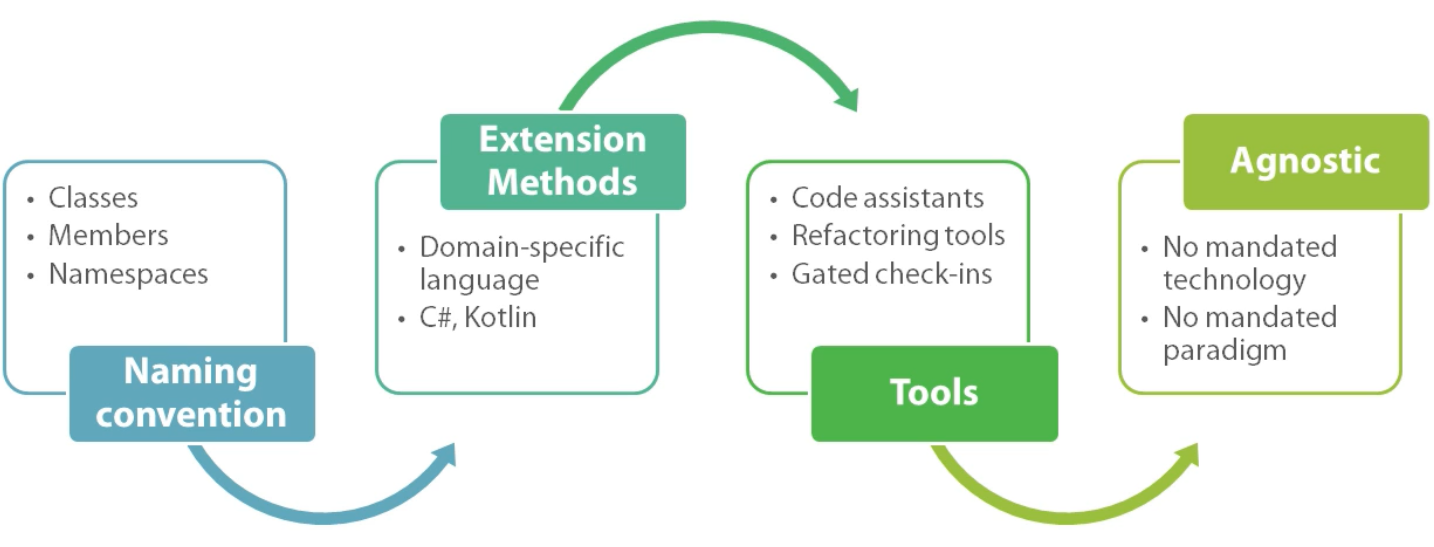 Classes
Members
Namespaces
Naming
convention
Extension
Methods
Domain-specific
language
C#, Kotlin
Code assistants
Refactoring tools
Gated check-ins
Tools
Agnostic
No mandated
technology
No mandated
paradigm